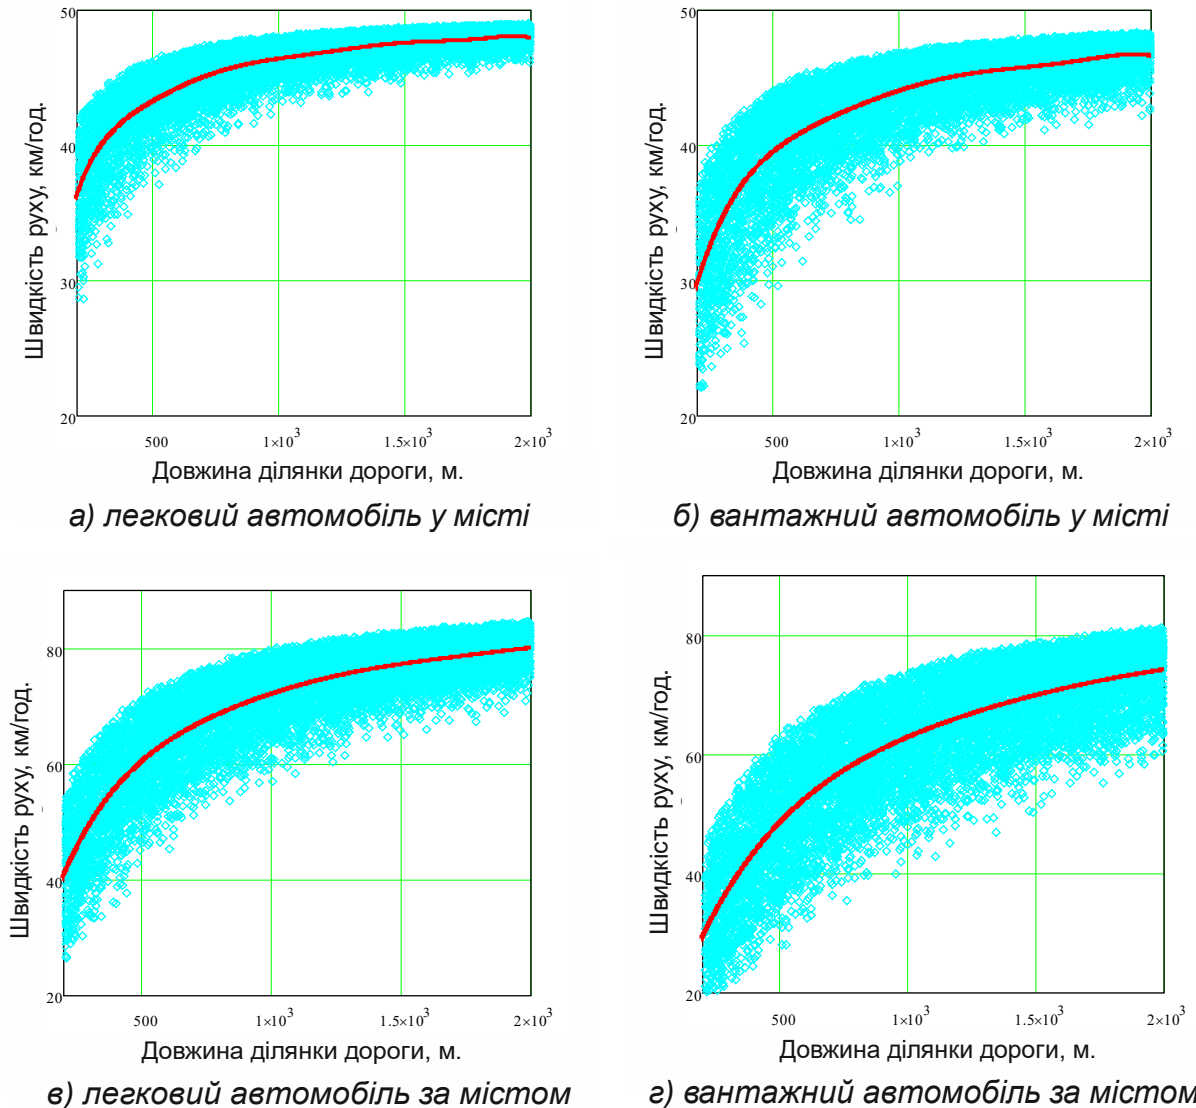 50
40
30
20
Швидкість руху, км/год.
500
1×10³
1.5×10³
2×10³
Довжина ділянки дороги, м.
а) легковий автомобіль у місті
50
40
30
20
Швидкість руху, км/год.
500
1×10³
1.5×10³
2×10³
Довжина ділянки дороги, м.
б) вантажний автомобіль у місті
80
60
40
20
Швидкість руху, км/год.
500
1×10³
1.5×10³
2×10³
Довжина ділянки дороги, м.
в) легковий автомобіль за містом
80
60
40
20
Швидкість руху, км/год.
500
1×10³
1.5×10³
2×10³
Довжина ділянки дороги, м.
г) вантажний автомобіль за містом